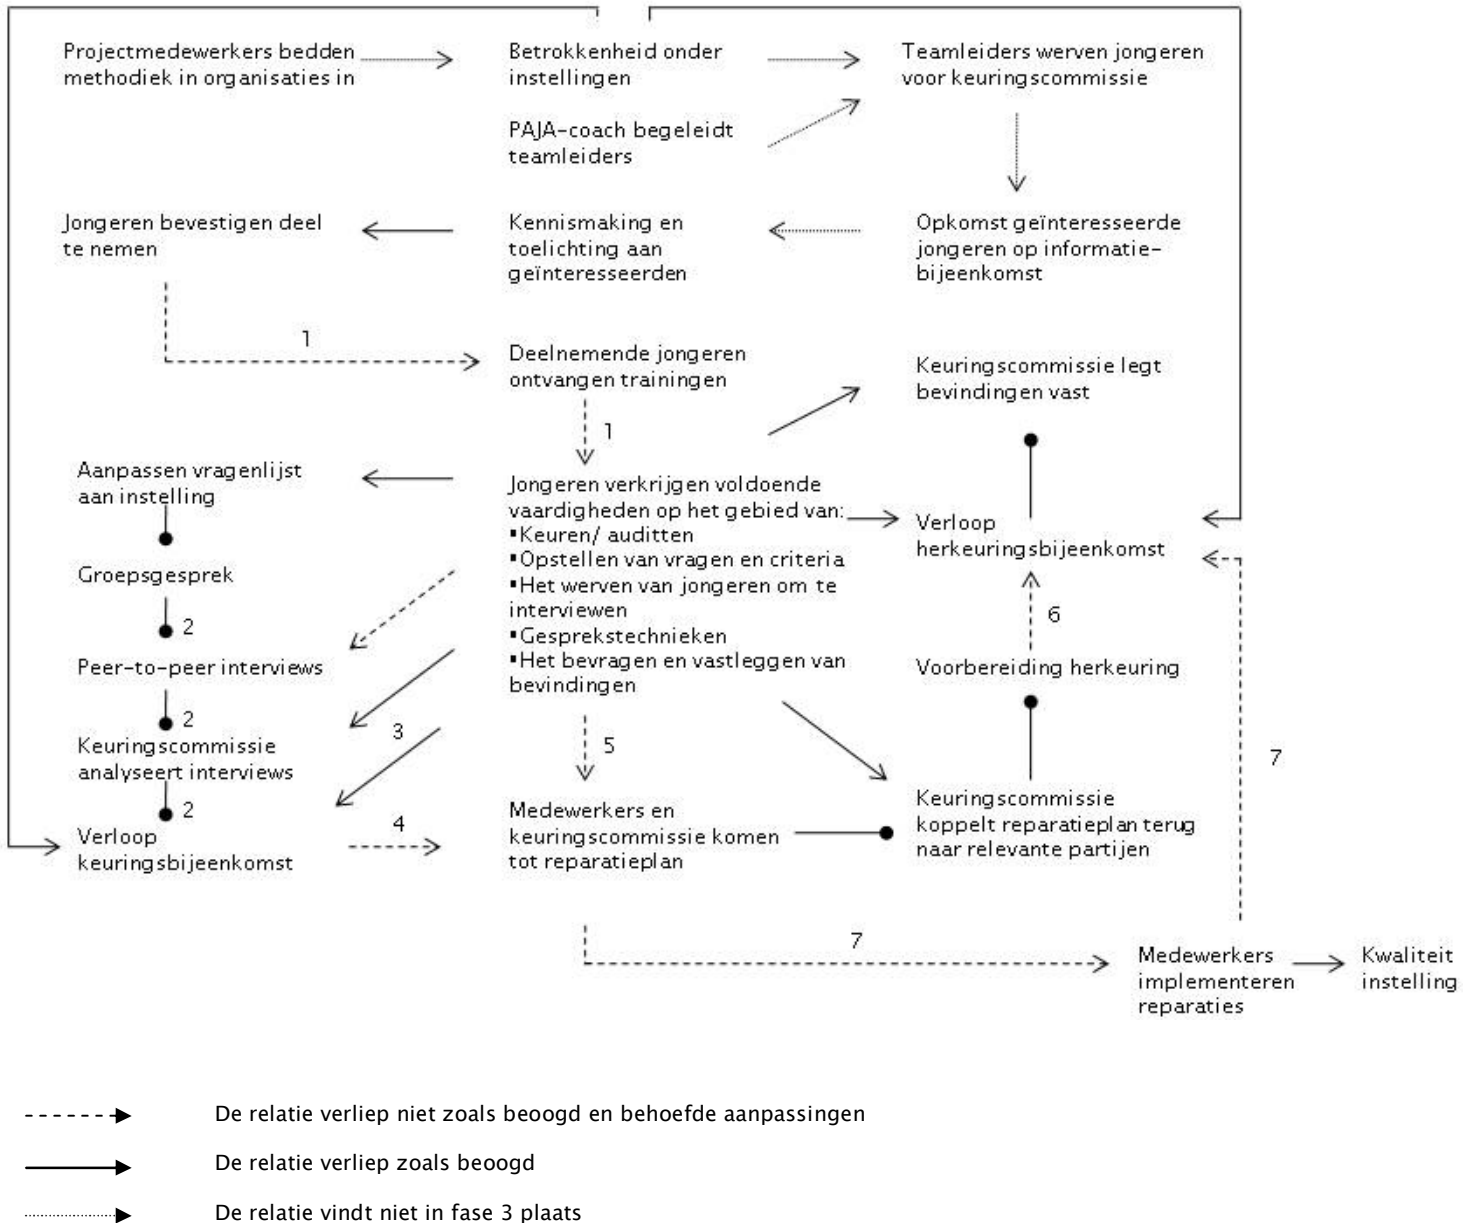 Projectmedewerkers bedden
methodiek in organisaties in
Betrokkenheid onder
instellingen
Teamleiders werven jongeren
voor keuringscommissie
PAJA-coach begeleidt
teamleiders
Jongeren bevestigen deel
te nemen
Kennismaking en
toelichting aan
geïnteresseerden
Opkomst geïnteresseerde
jongeren op informatie-
bijeenkomst
1
Deelnemende jongeren
ontvangen trainingen
Keuringscommissie legt
bevindingen vast
1
Aanpassen vragenlijst
aan instelling
Jongeren verkrijgen voldoende
vaardigheden op het gebied van:
▪Keuren/ auditten
▪Opstellen van vragen en criteria
▪Het werven van jongeren om te
interviewen
▪Gesprekstechnieken
▪Het bevragen en vastleggen van
bevindingen
Verloop
herkeuringsbijeenkomst
Groepsgesprek
2
6
Peer-to-peer interviews
Voorbereiding herkeuring
2
3
5
7
Keuringscommissie
analyseert interviews
2
4
Verloop
keuringsbijeenkomst
Medewerkers en
keuringscommissie komen
tot reparatieplan
Keuringscommissie
koppelt reparatieplan terug
naar relevante partijen
7
Medewerkers
implementeren
reparaties
Kwaliteit
instelling
De relatie verliep niet zoals beoogd en behoefde aanpassingen
De relatie verliep zoals beoogd
De relatie vindt niet in fase 3 plaats